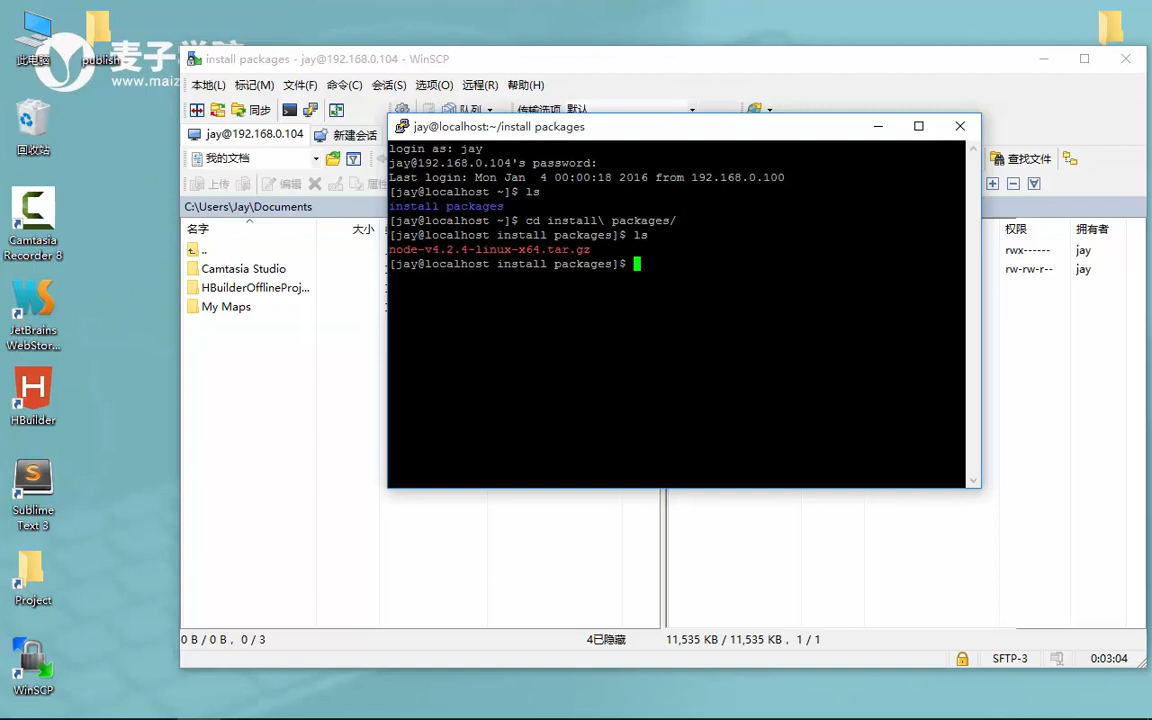 此电脑
publish
麦子学院
www.maiz
回收站
Camtasia
Recorder 8
JetBrains
WebStor...
HBuilder
Sublime
Text 3
Project
WinSCP
install packages - jay@192.168.0.104 - WinSCP
本地(L) 标记(M) 文件(F) 命令(C) 会话(S) 选项(O) 远程(R) 帮助(H)
同步 队列 传输选项 默认
jay@192.168.0.104 新建会话
我的文档 查找文件
上传 编辑 属性
C:\Users\Jay\Documents
名字 大小
..
Camtasia Studio
HBuilderOfflineProj...
My Maps
权限 拥有者
rwx------ jay
rw-rw-r-- jay
jay@localhost:~/install packages
login as: jay
jay@192.168.0.104's password:
Last login: Mon Jan  4 00:00:18 2016 from 192.168.0.100
[jay@localhost ~]$ ls
install packages
[jay@localhost ~]$ cd install\ packages/
[jay@localhost install packages]$ ls
node-v4.2.4-linux-x64.tar.gz
[jay@localhost install packages]$
0 B / 0 B， 0 / 3 4已隐藏 11,535 KB / 11,535 KB， 1 / 1
SFTP-3 0:03:04